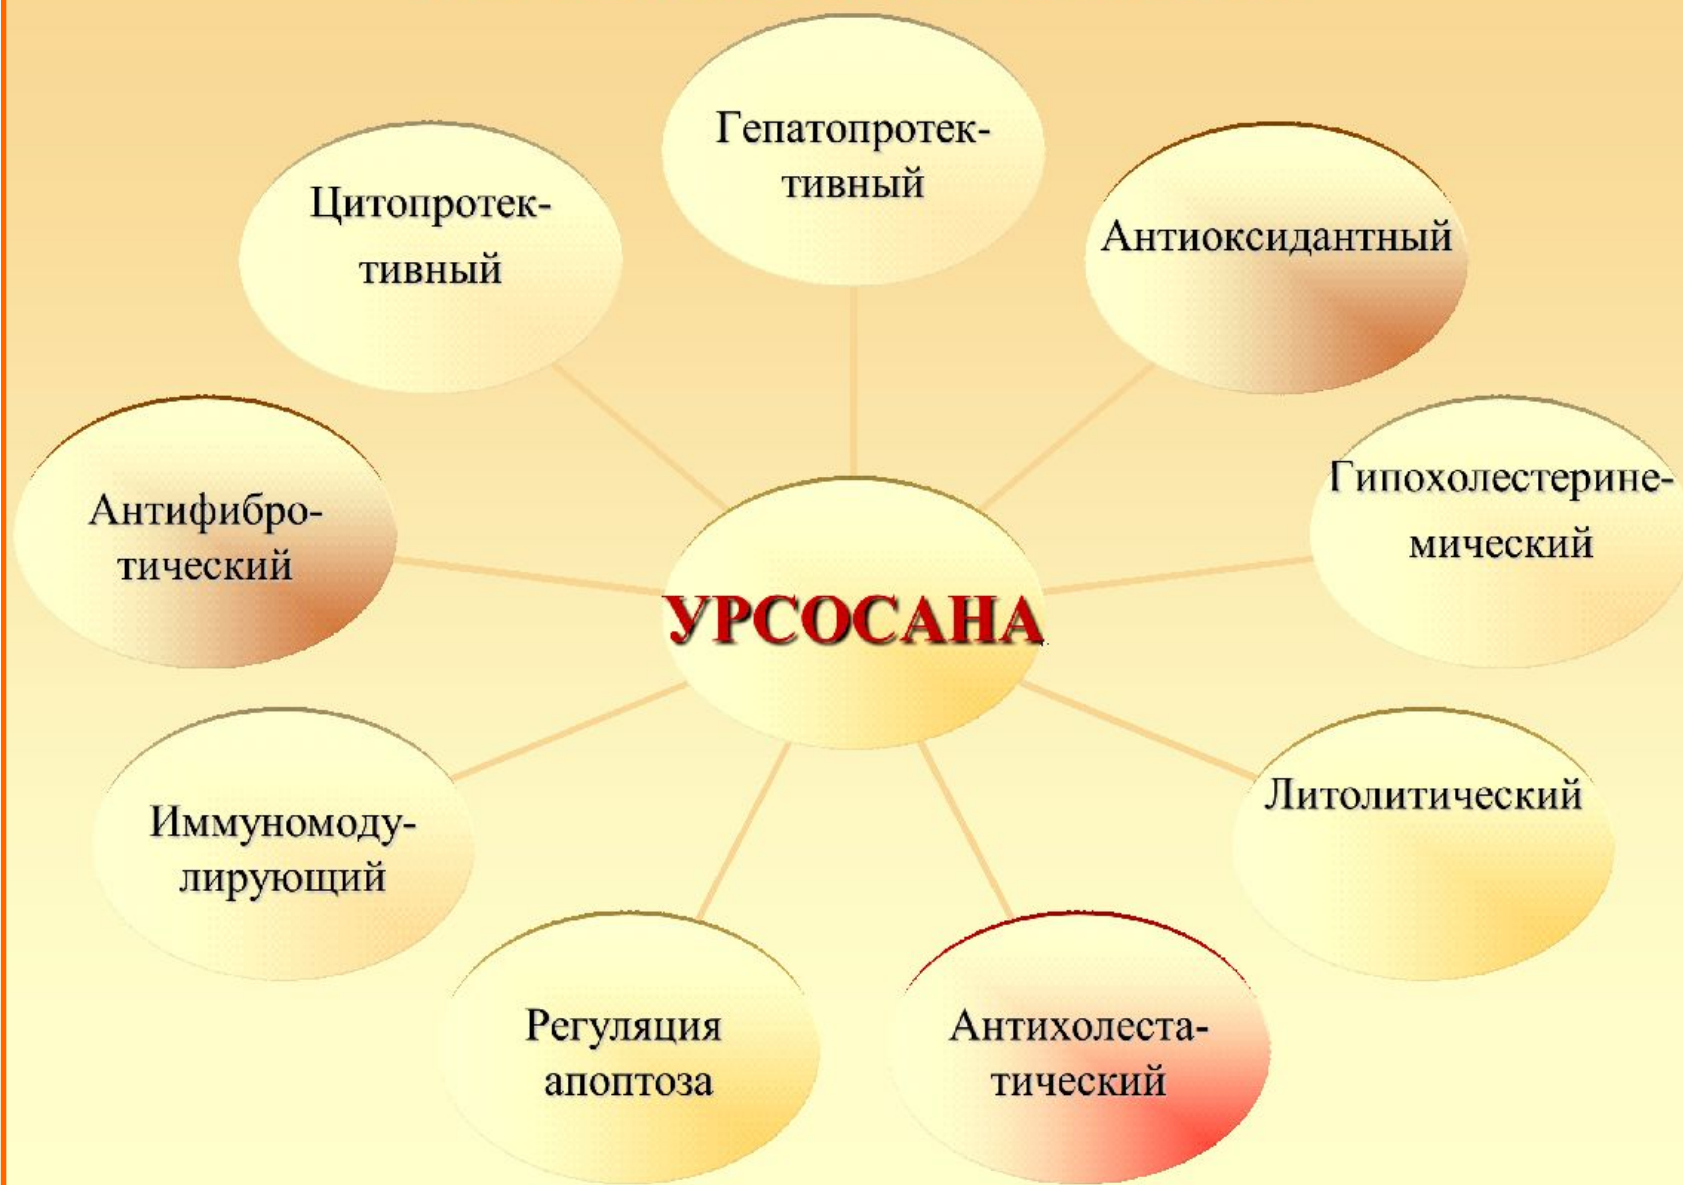 Гепатопротек-
тивный
Цитопротек-
тивный
Антиоксидантный
Антифибро-
тический
Гипохолестерине-
мический
УРСОСАНА
Иммуномоду-
лирующий
Литолитический
Регуляция
апоптоза
Антихолеста-
тический